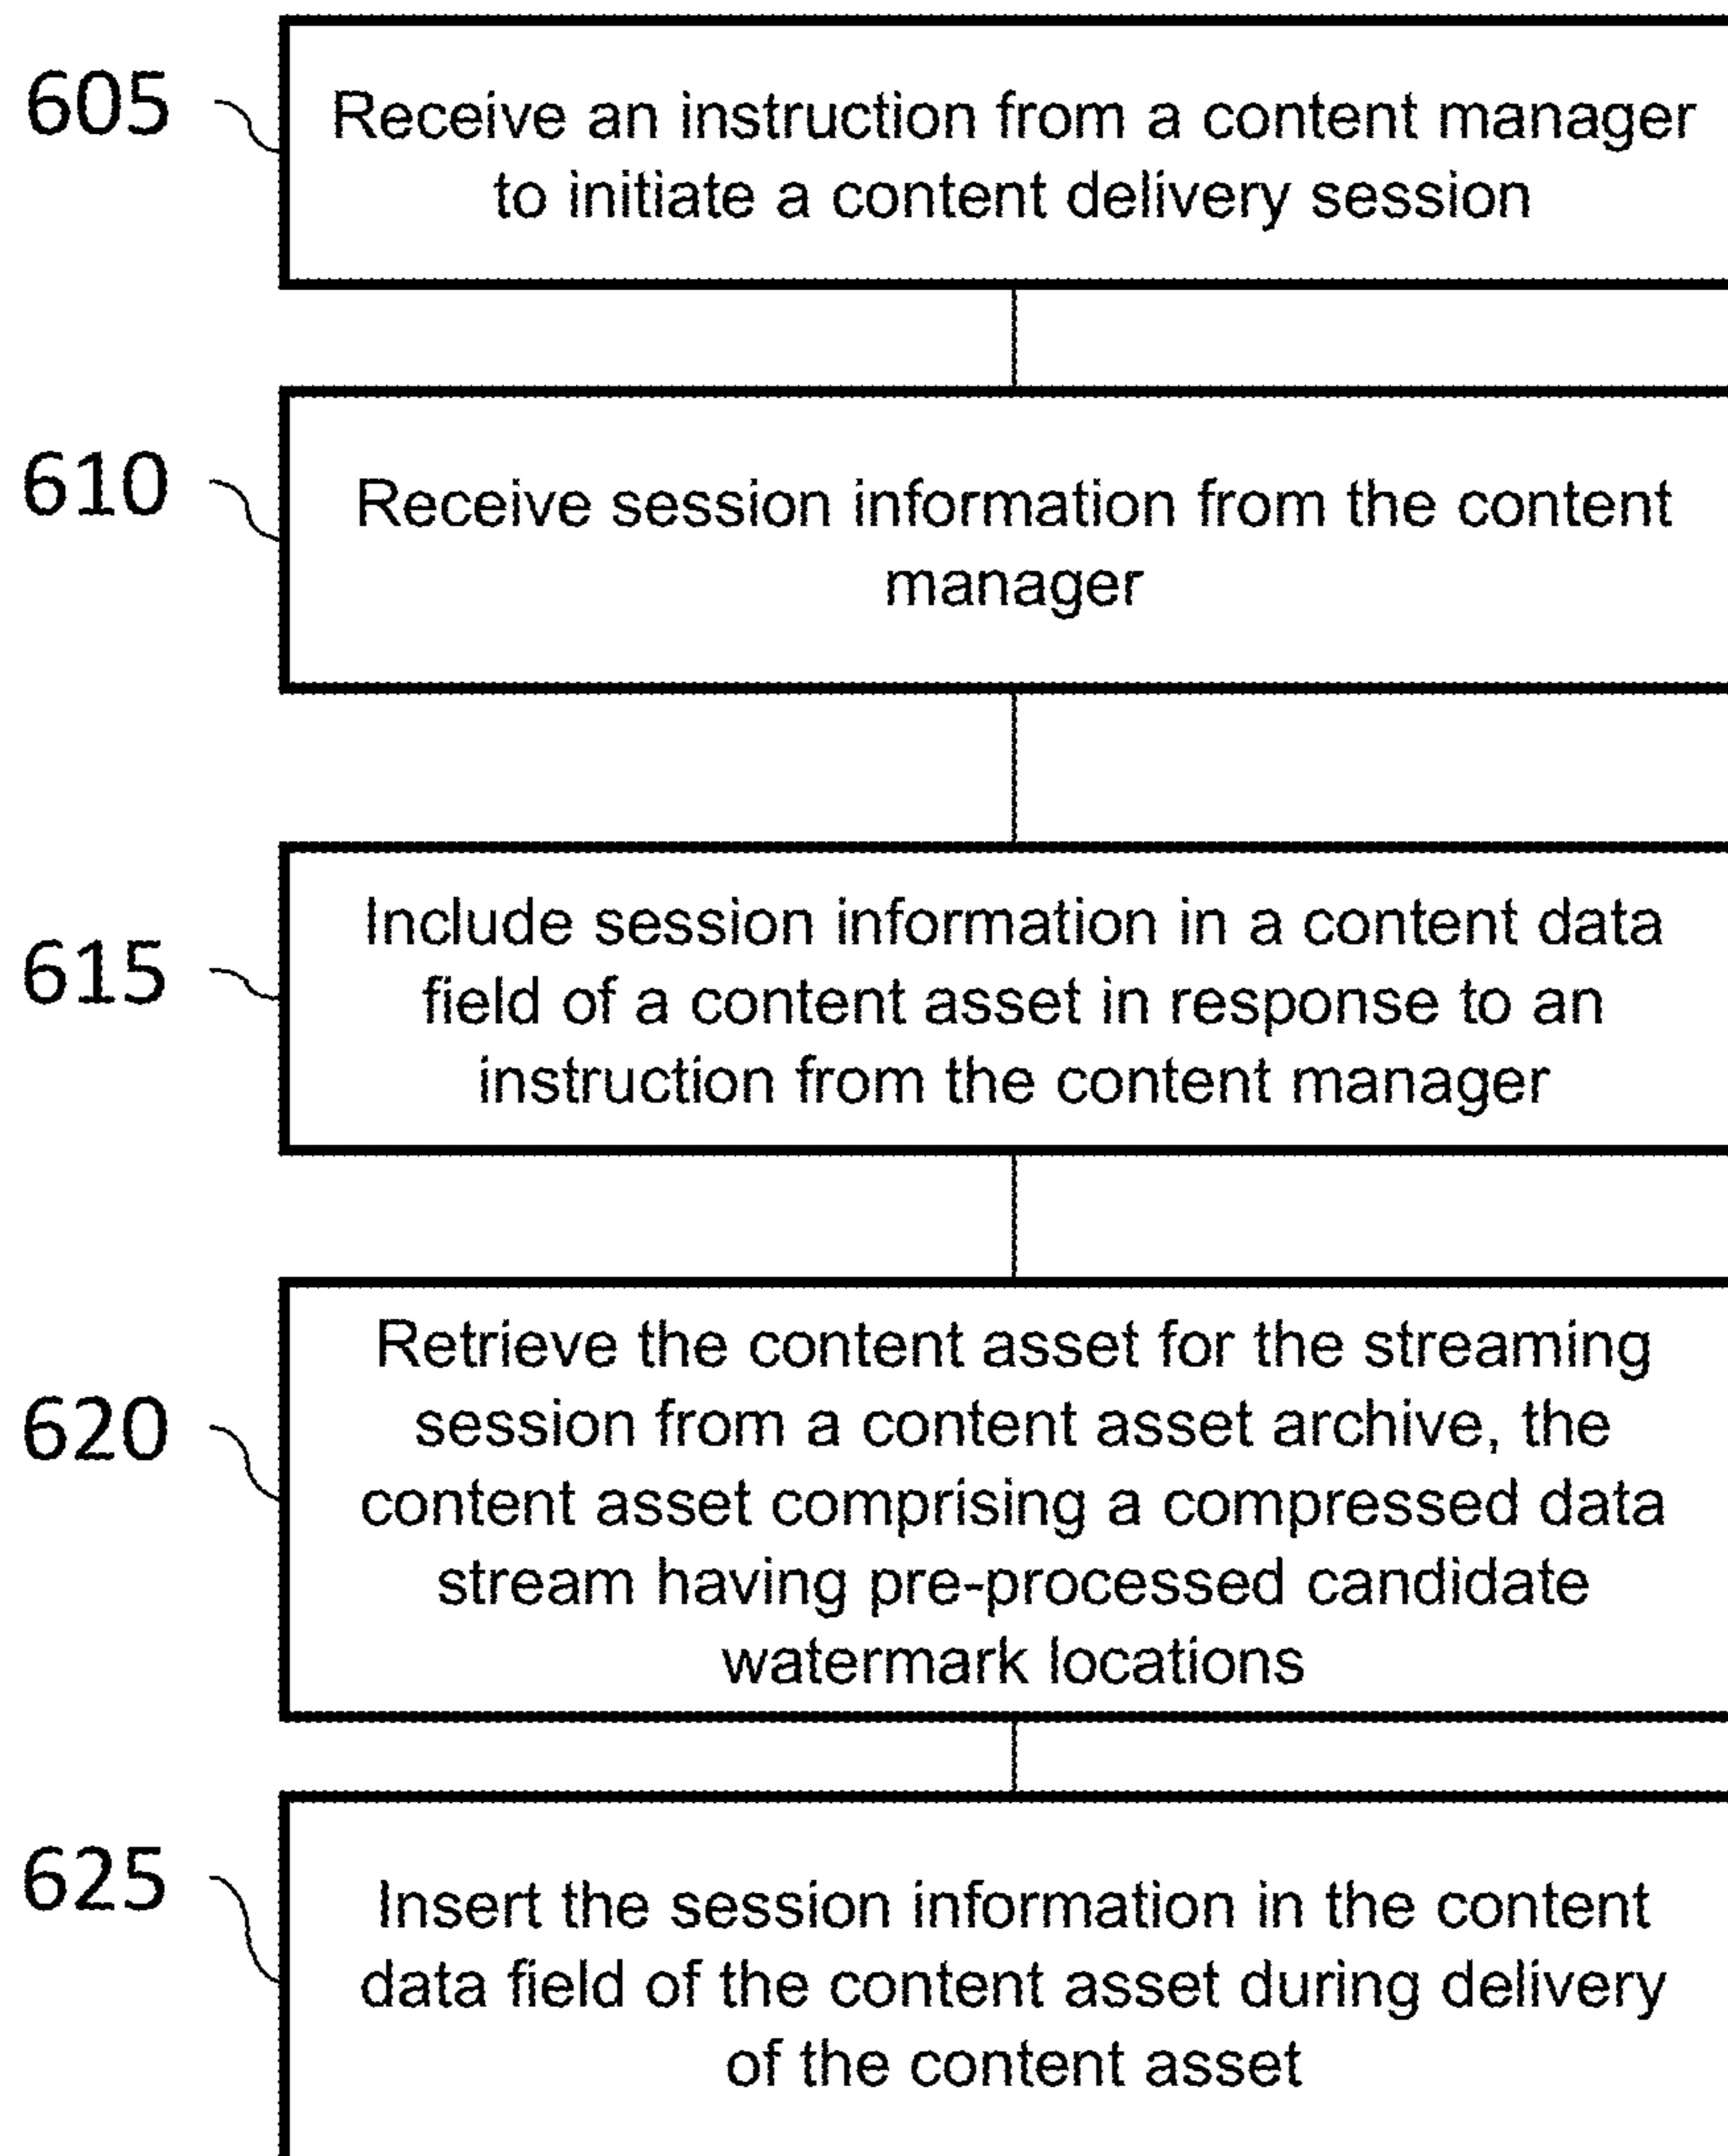 605
Receive an instruction from a content manager
to initiate a content delivery session
610
Receive session information from the content
manager
615
Include session information in a content data
field of a content asset in response to an
instruction from the content manager
620
Retrieve the content asset for the streaming
session from a content asset archive, the
content asset comprising a compressed data
stream having pre-processed candidate
watermark locations
625
Insert the session information in the content
data field of the content asset during delivery
of the content asset